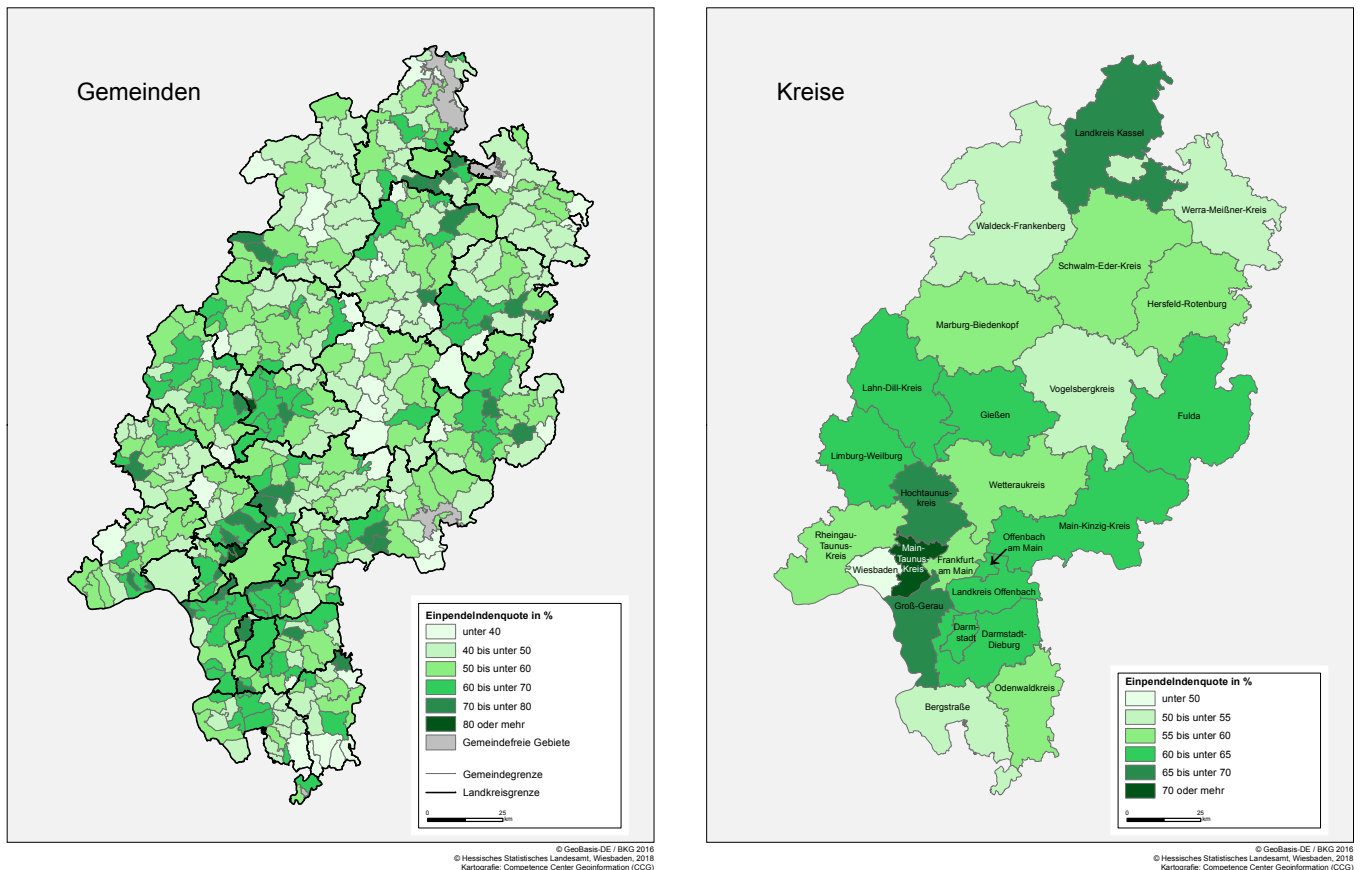 Gemeinden
Einpendelndenquote in %
unter 40
40 bis unter 50
50 bis unter 60
60 bis unter 70
70 bis unter 80
80 oder mehr
Gemeindefreie Gebiete
Gemeindegrenze
Landkreisgrenze
0 25
km
© GeoBasis-DE / BKG 2016
© Hessisches Statistisches Landesamt, Wiesbaden, 2018
Kartografie: Competence Center Geoinformation (CCG)
Kreise
Landkreis Kassel
Werra-Meißner-Kreis
Waldeck-Frankenberg
Schwalm-Eder-Kreis
Hersfeld-Rotenburg
Marburg-Biedenkopf
Lahn-Dill-Kreis
Vogelsbergkreis
Gießen
Fulda
Limburg-Weilburg
Wetteraukreis
Hochtaunus-
kreis
Main-Kinzig-Kreis
Rheingau-
Taunus-
Kreis
Offenbach
am Main
Main-
Taunus-
Kreis
Frankfurt
am Main
Wiesbaden
Landkreis Offenbach
Groß-Gerau
Darm-
stadt
Darmstadt-
Dieburg
Odenwaldkreis
Bergstraße
Einpendelndenquote in %
unter 50
50 bis unter 55
55 bis unter 60
60 bis unter 65
65 bis unter 70
70 oder mehr
0 25
km
© GeoBasis-DE / BKG 2016
© Hessisches Statistisches Landesamt, Wiesbaden, 2018
Kartografie: Competence Center Geoinformation (CCG)